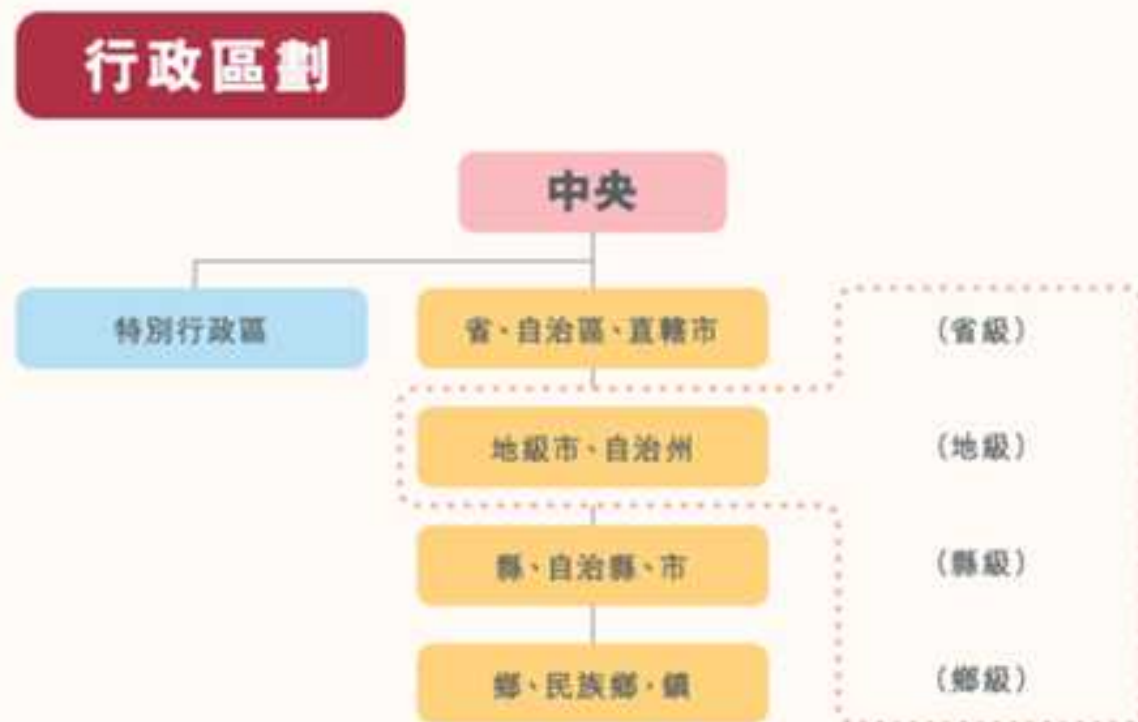 行政區劃
中央
特別行政區
省、自治區、直轄市
(省級)
地級市、自治州
(地級)
縣、自治縣、市
(縣級)
鄉、民族鄉、鎮
(鄉級)